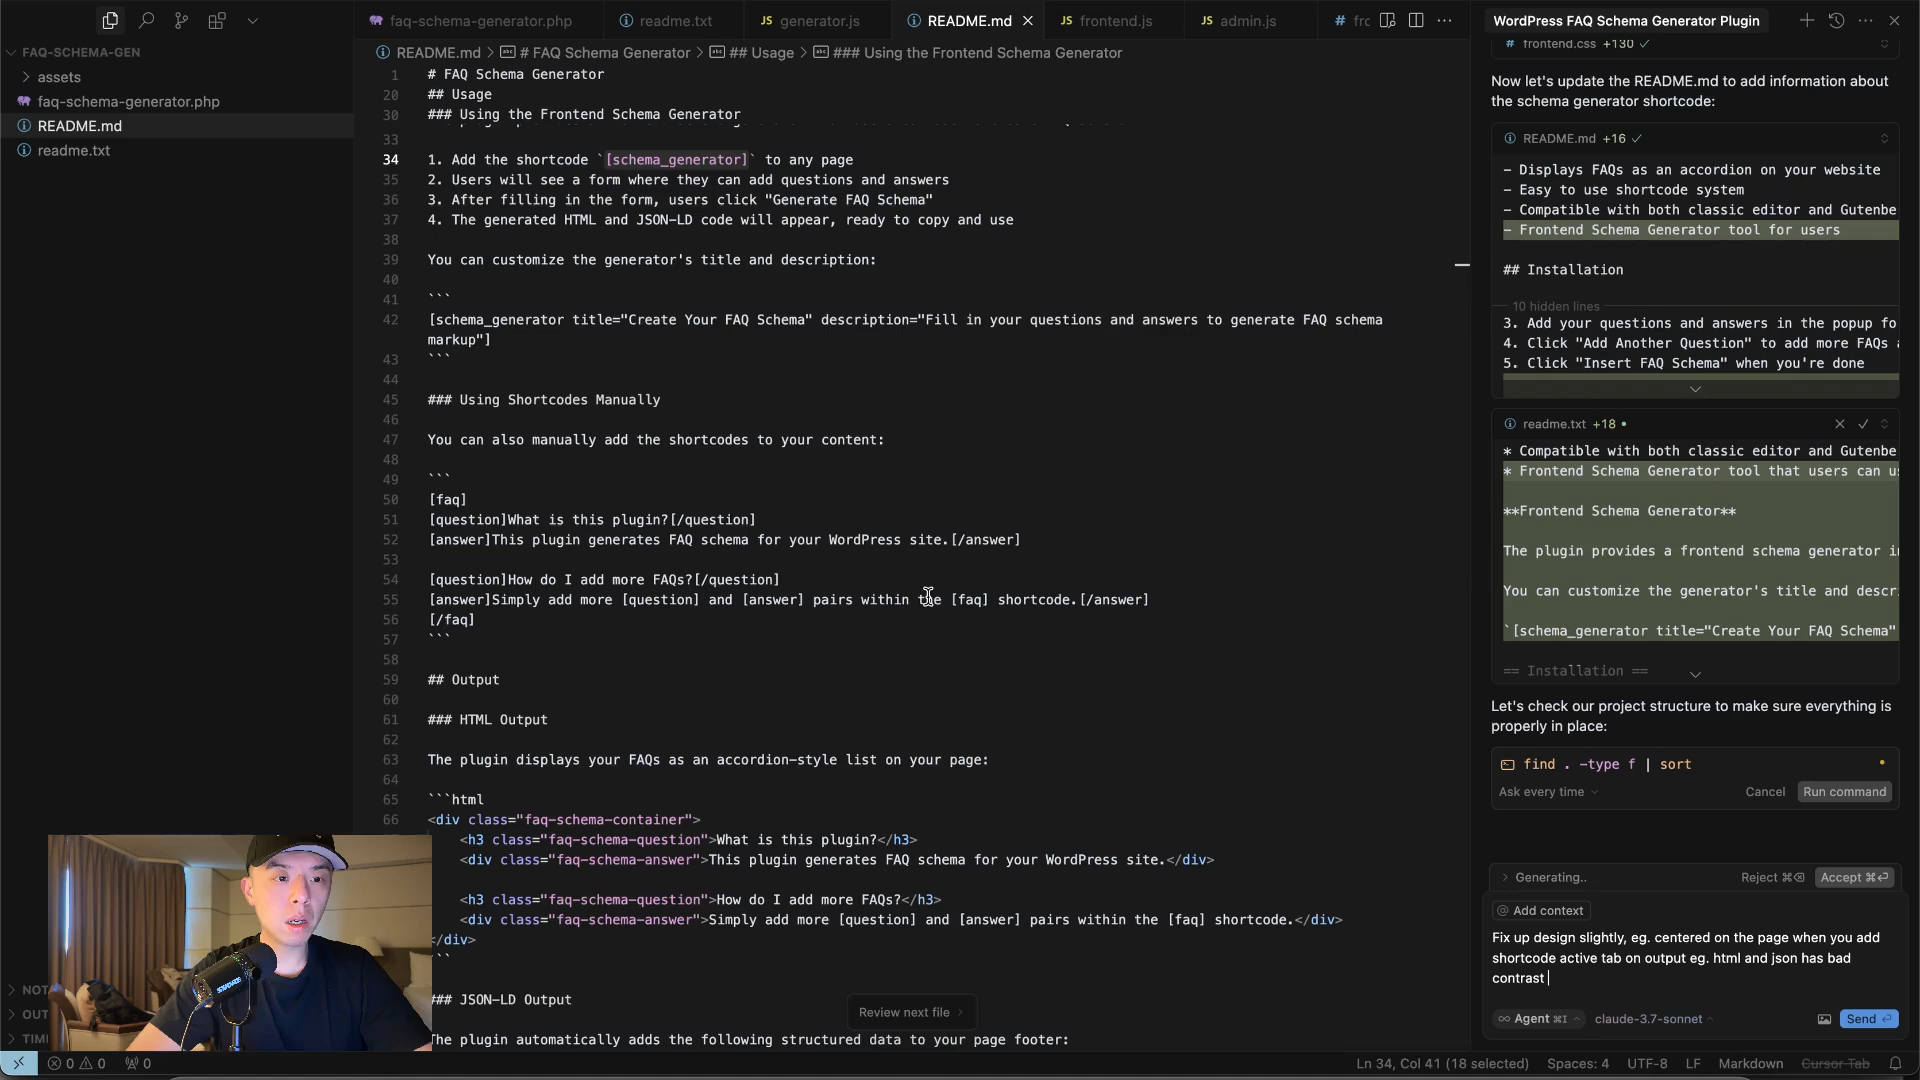 faq-schema-generator.php
readme.txt
JS generator.js
README.md
JS frontend.js
JS admin.js
# frc
WordPress FAQ Schema Generator Plugin
FAQ-SCHEMA-GEN
assets
faq-schema-generator.php
README.md
readme.txt
README.md > # FAQ Schema Generator > ## Usage > ### Using the Frontend Schema Generator
1 # FAQ Schema Generator
20 ## Usage
30 ### Using the Frontend Schema Generator
33
34 1. Add the shortcode `[schema_generator]` to any page
35 2. Users will see a form where they can add questions and answers
36 3. After filling in the form, users click "Generate FAQ Schema"
37 4. The generated HTML and JSON-LD code will appear, ready to copy and use
38
39 You can customize the generator's title and description:
40
41 ```
42 [schema_generator title="Create Your FAQ Schema" description="Fill in your questions and answers to generate FAQ schema
markup"]
43 ```
44
45 ### Using Shortcodes Manually
46
47 You can also manually add the shortcodes to your content:
48
49 ```
50 [faq]
51 [question]What is this plugin?[/question]
52 [answer]This plugin generates FAQ schema for your WordPress site.[/answer]
53
54 [question]How do I add more FAQs?[/question]
55 [answer]Simply add more [question] and [answer] pairs within the [faq] shortcode.[/answer]
56 [/faq]
57 ```
58
59 ## Output
60
61 ### HTML Output
62
63 The plugin displays your FAQs as an accordion-style list on your page:
64
65 ```html
66 <div class="faq-schema-container">
<h3 class="faq-schema-question">What is this plugin?</h3>
<div class="faq-schema-answer">This plugin generates FAQ schema for your WordPress site.</div>
<h3 class="faq-schema-question">How do I add more FAQs?</h3>
<div class="faq-schema-answer">Simply add more [question] and [answer] pairs within the [faq] shortcode.</div>
</div>
``
### JSON-LD Output
The plugin automatically adds the following structured data to your page footer:
Review next file
# frontend.css +130
Now let's update the README.md to add information about
the schema generator shortcode:
README.md +16
- Displays FAQs as an accordion on your website
- Easy to use shortcode system
- Compatible with both classic editor and Gutenbe
- Frontend Schema Generator tool for users
## Installation
10 hidden lines
3. Add your questions and answers in the popup fo
4. Click "Add Another Question" to add more FAQs
5. Click "Insert FAQ Schema" when you're done
readme.txt +18
* Compatible with both classic editor and Gutenbe
* Frontend Schema Generator tool that users can u
**Frontend Schema Generator**
The plugin provides a frontend schema generator i
You can customize the generator's title and descr
`[schema_generator title="Create Your FAQ Schema"
== Installation ==
Let's check our project structure to make sure everything is
properly in place:
find . -type f | sort
Ask every time
Cancel
Run command
Generating..
Reject ⌘⌫
Accept ⌘⏎
@ Add context
Fix up design slightly, eg. centered on the page when you add
shortcode active tab on output eg. html and json has bad
contrast
∞ Agent ⌘I
claude-3.7-sonnet
Send ⏎
NOT
OUT
TIM
0 0
0
Ln 34, Col 41 (18 selected)
Spaces: 4
UTF-8
LF
Markdown
Cursor Tab